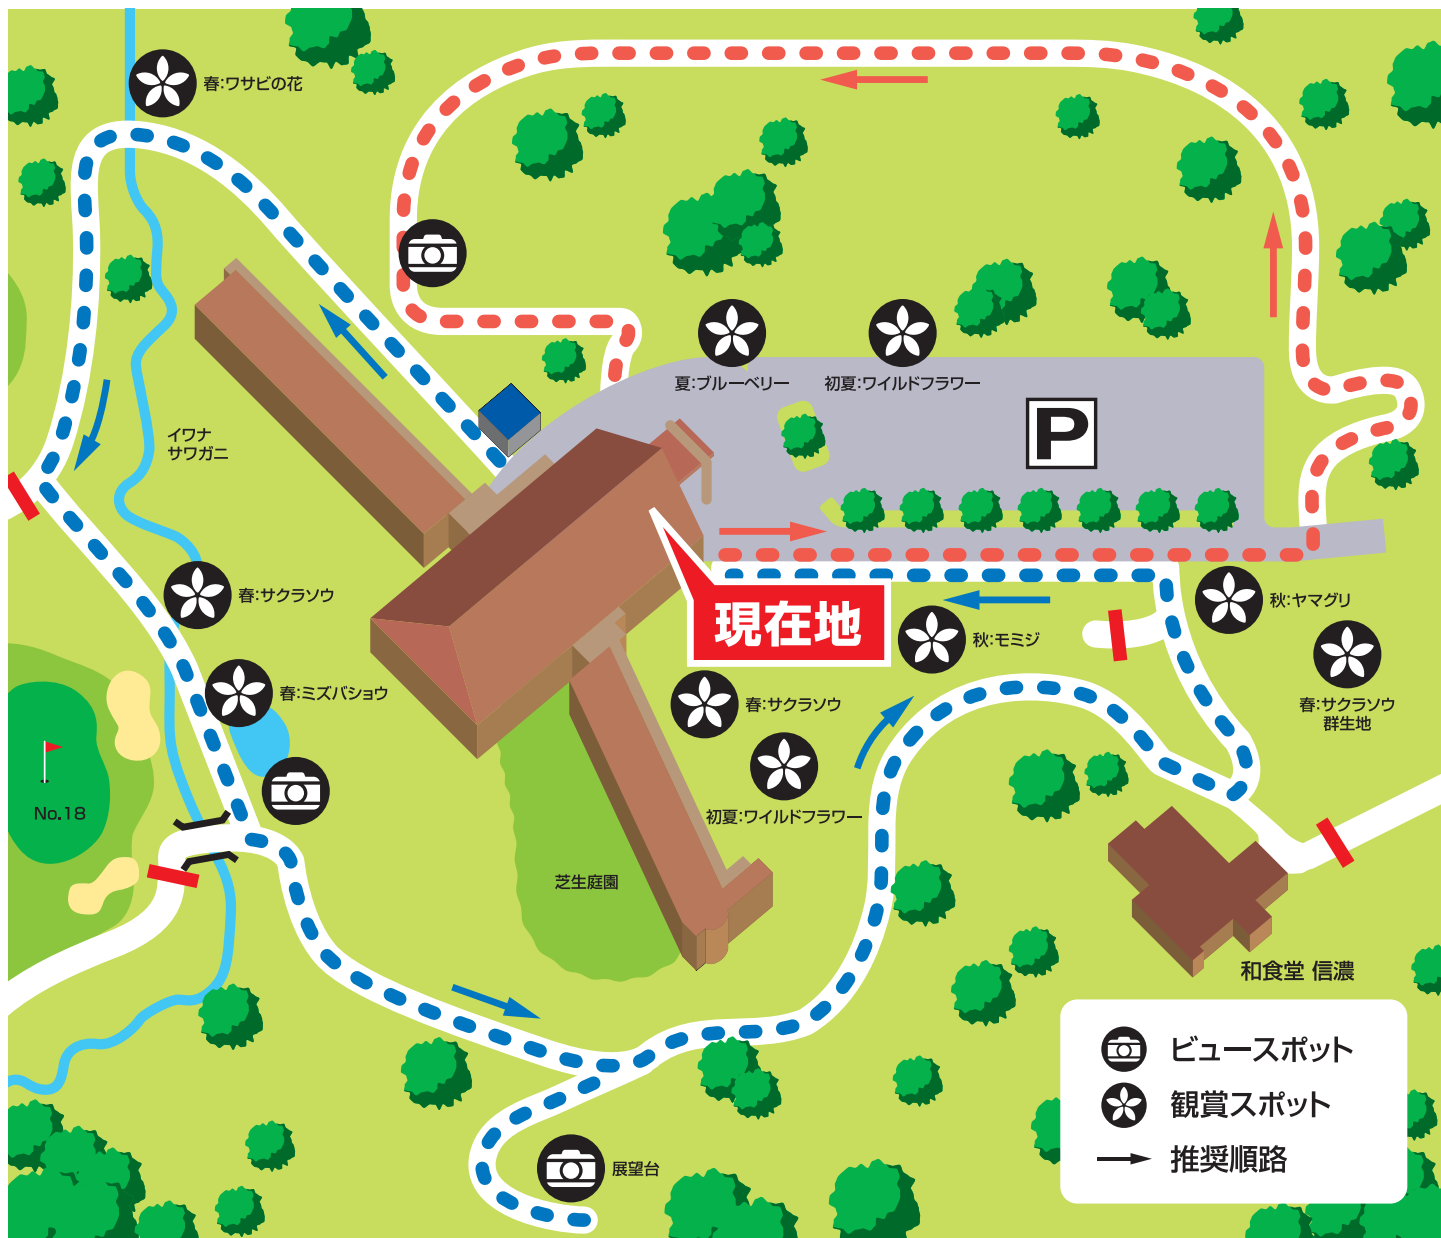 春:ワサビの花
夏:ブルーベリー
初夏:ワイルドフラワー
P
イワナ
サワガニ
春:サクラソウ
現在地
秋:モミジ
秋:ヤマグリ
春:サクラソウ
群生地
春:ミズバショウ
春:サクラソウ
初夏:ワイルドフラワー
No.18
芝生庭園
和食堂 信濃
展望台
ビュースポット
観賞スポット
推奨順路